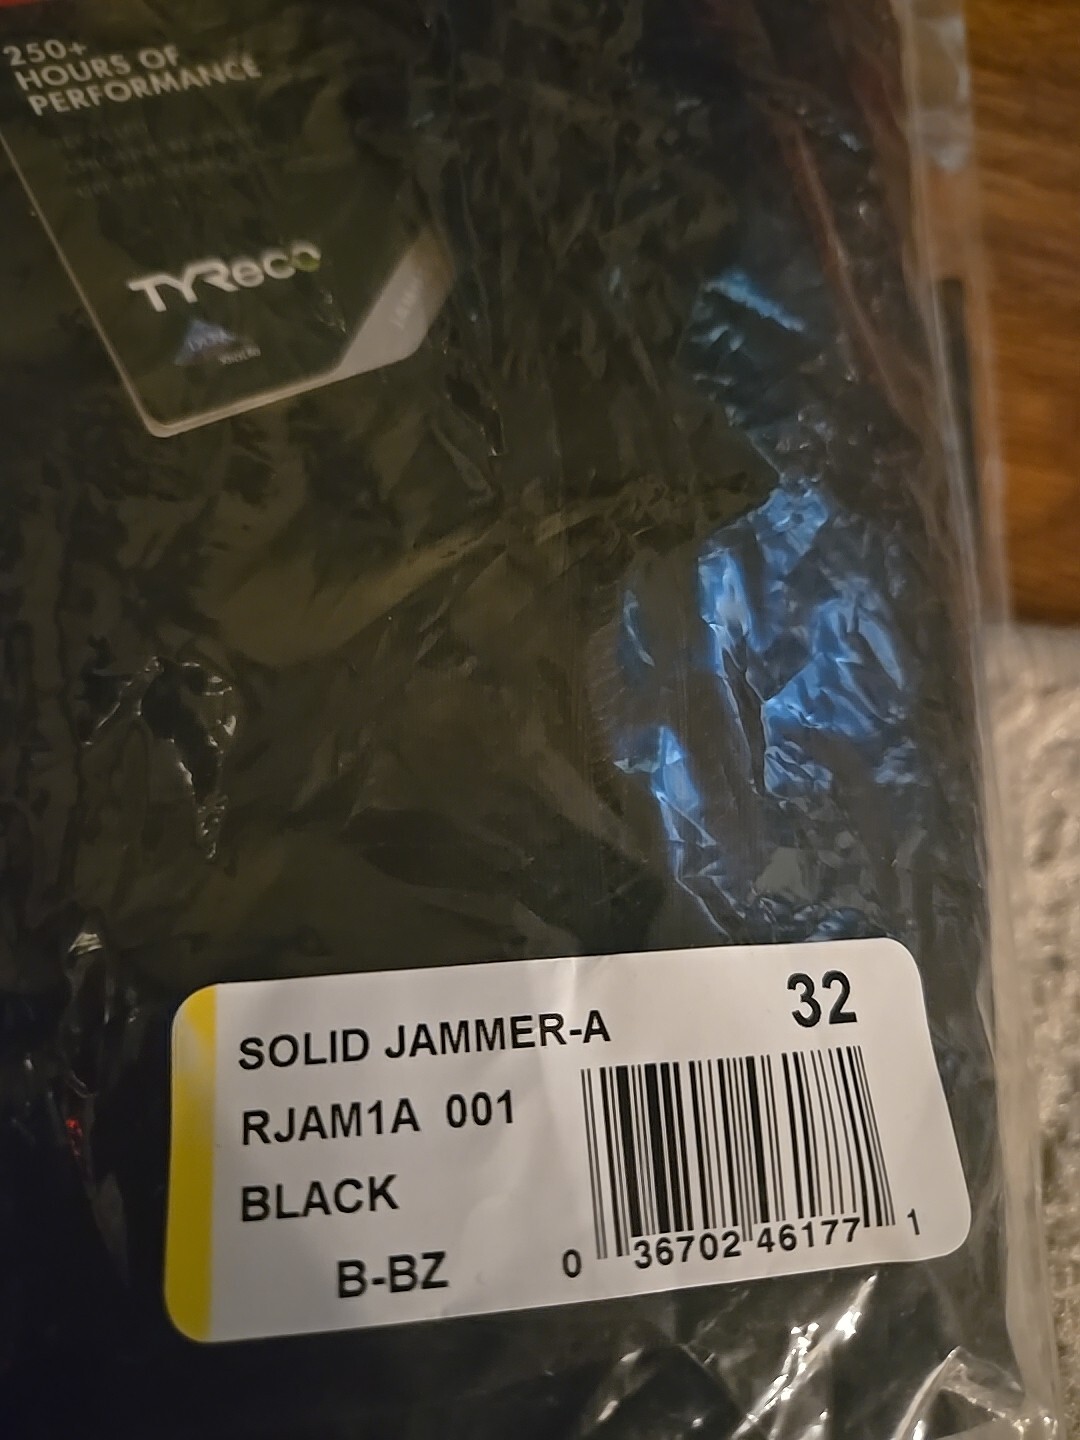 250+
HOURS OF
PERFORMANCE
TYReco
SOLID JAMMER-A
32
RJAM1A 001
BLACK
B-BZ
0 36702 46177 1